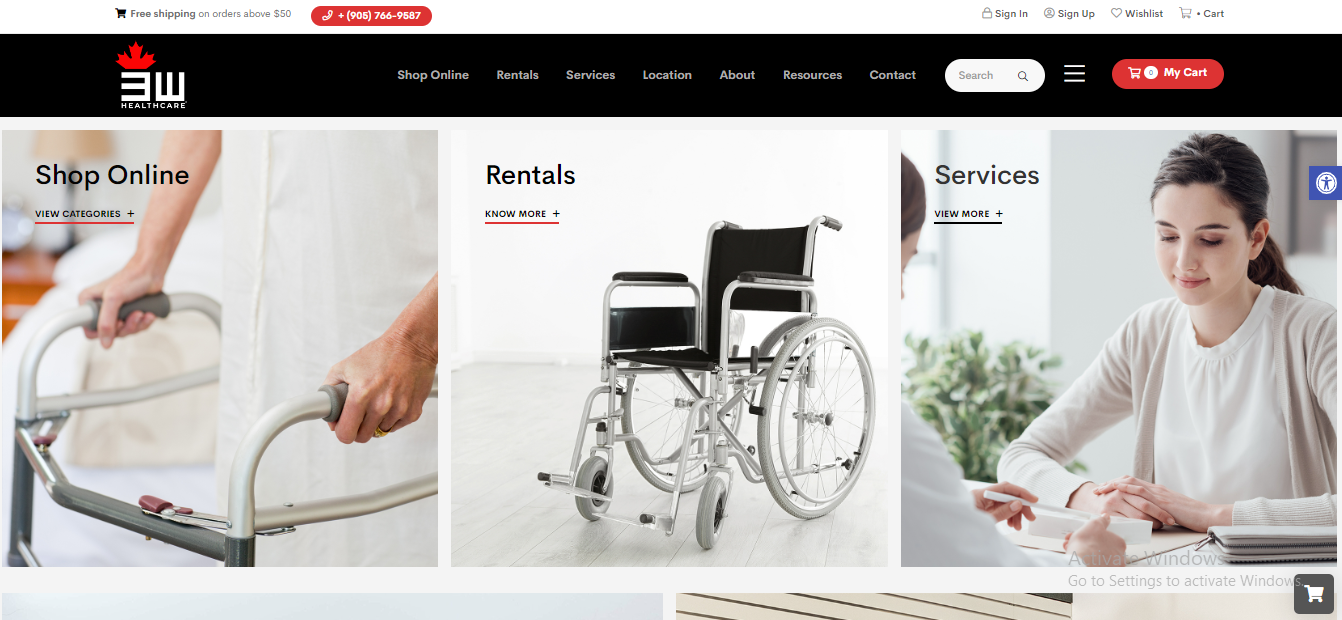 Free shipping on orders above $50
+ (905) 766-9587
Sign In
Sign Up
Wishlist
• Cart
3W
HEALTHCARE
Shop Online
Rentals
Services
Location
About
Resources
Contact
Search
0
My Cart
Shop Online
VIEW CATEGORIES +
Rentals
KNOW MORE +
Services
VIEW MORE +
Activate Windows
Go to Settings to activate Windows.